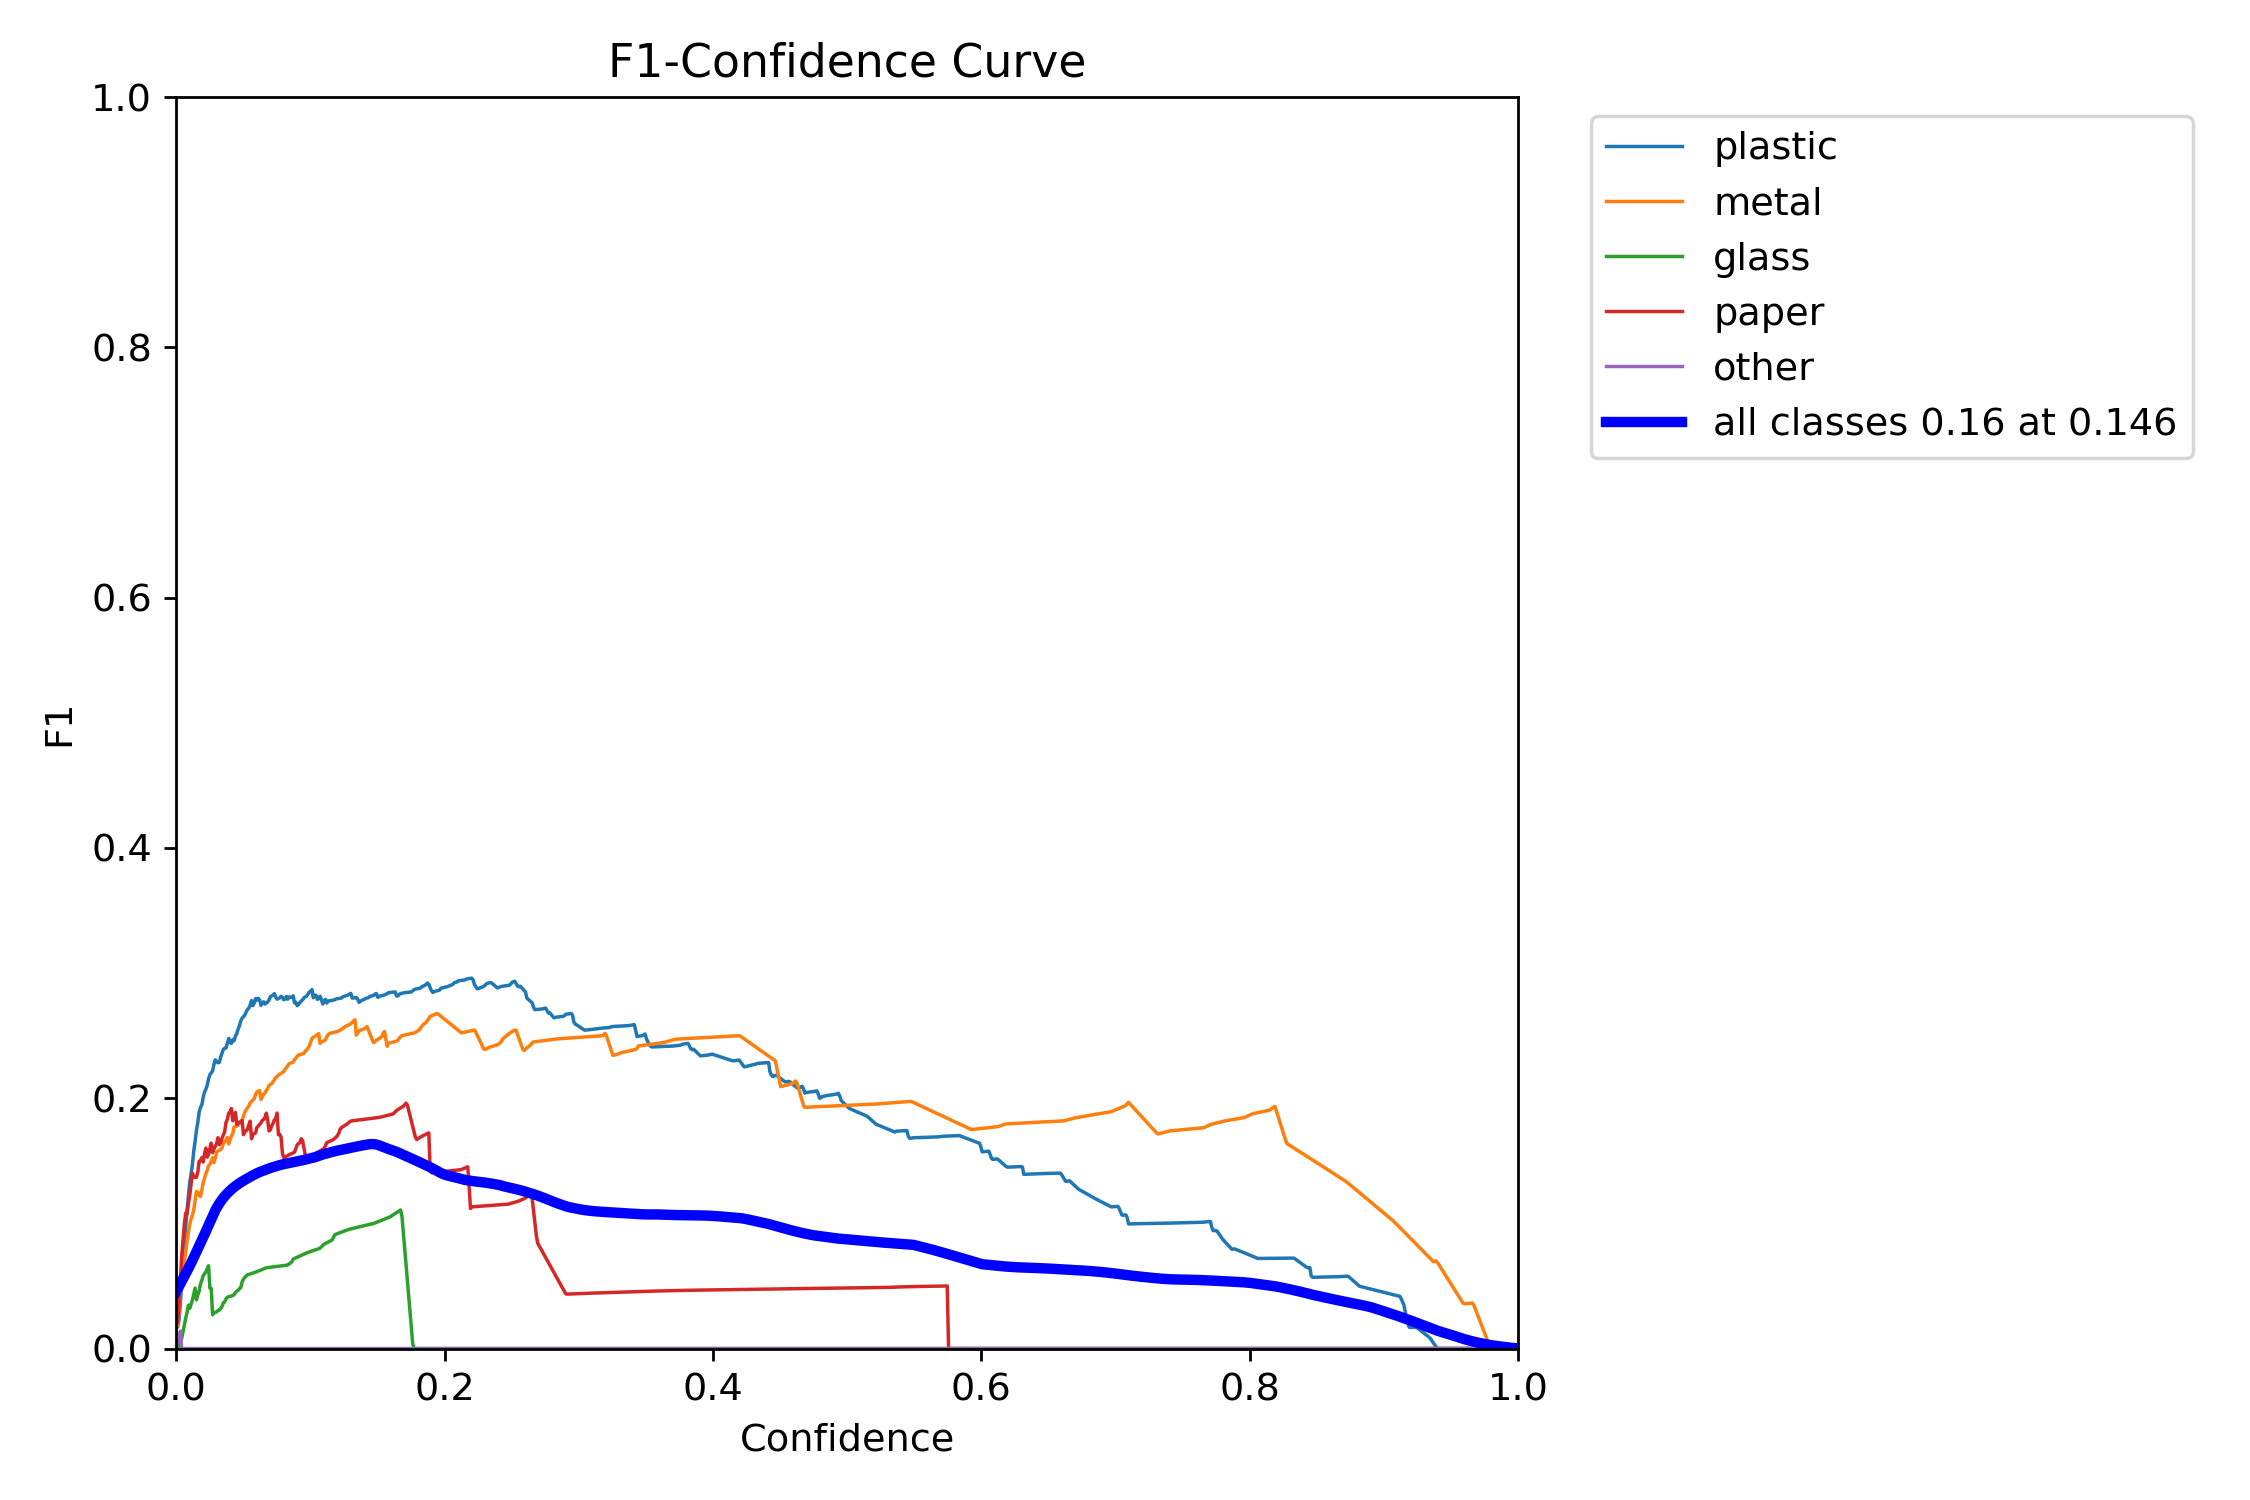 F1-Confidence Curve
1.0
0.8
0.6
0.4
0.2
0.0
F1
0.0 0.2 0.4 0.6 0.8 1.0
Confidence
plastic
metal
glass
paper
other
all classes 0.16 at 0.146